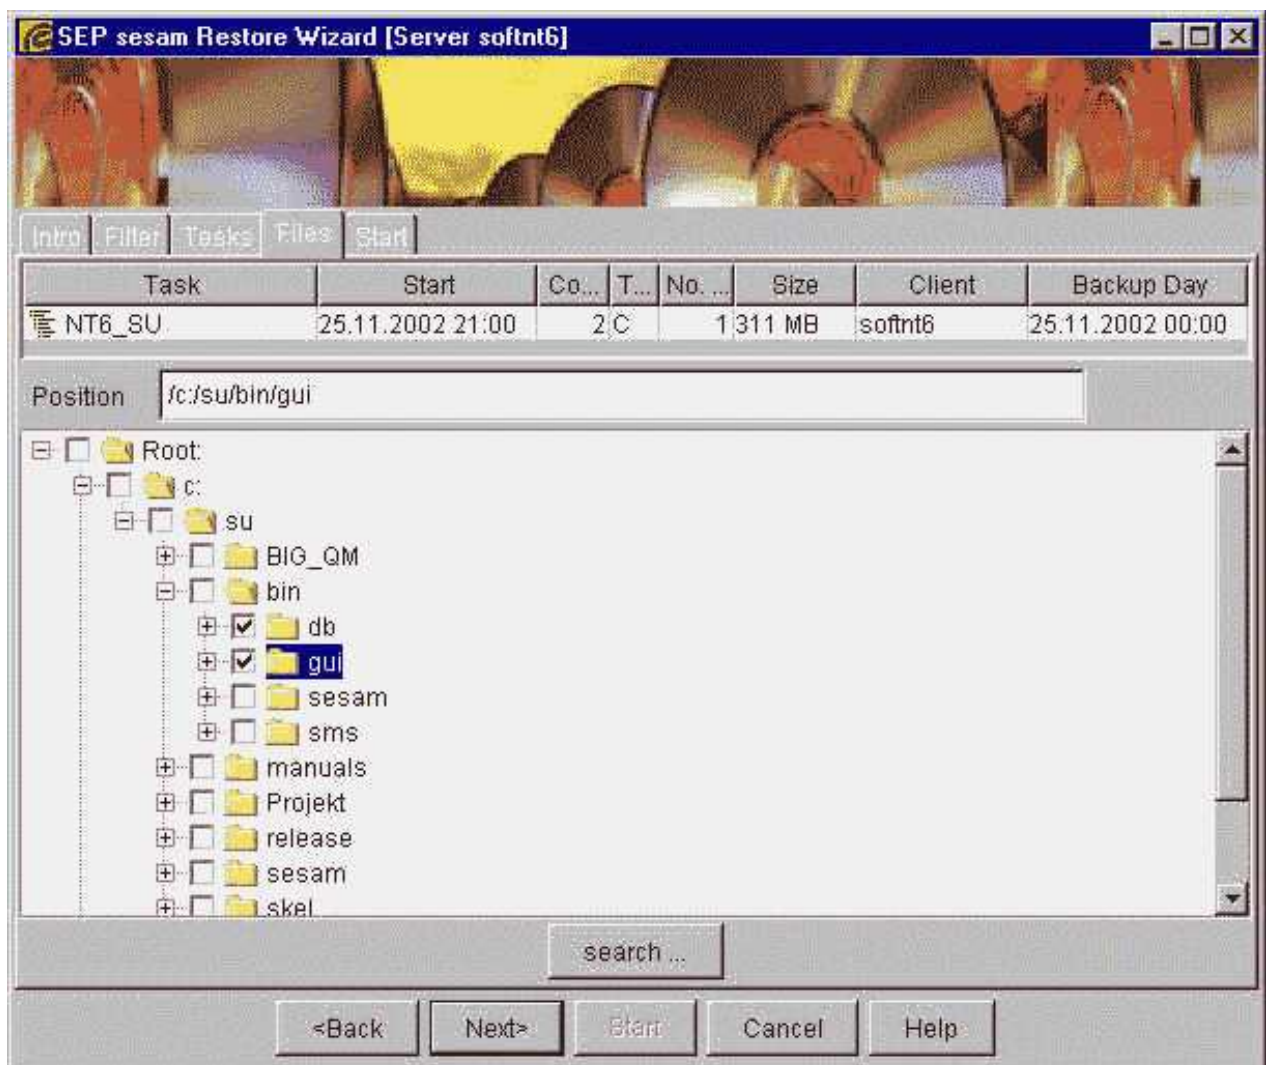 SEP sesam Restore Wizard [Server softnt6]
Intro Filter Tasks Files Start
Task Start Co... T... No. ... Size Client Backup Day
NT6_SU 25.11.2002 21:00 2 C 1 311 MB softnt6 25.11.2002 00:00
Position /c:/su/bin/gui
Root:
c:
su
BIG_QM
bin
db
gui
sesam
sms
manuals
Projekt
release
sesam
skel
search ...
<Back Next> Start Cancel Help